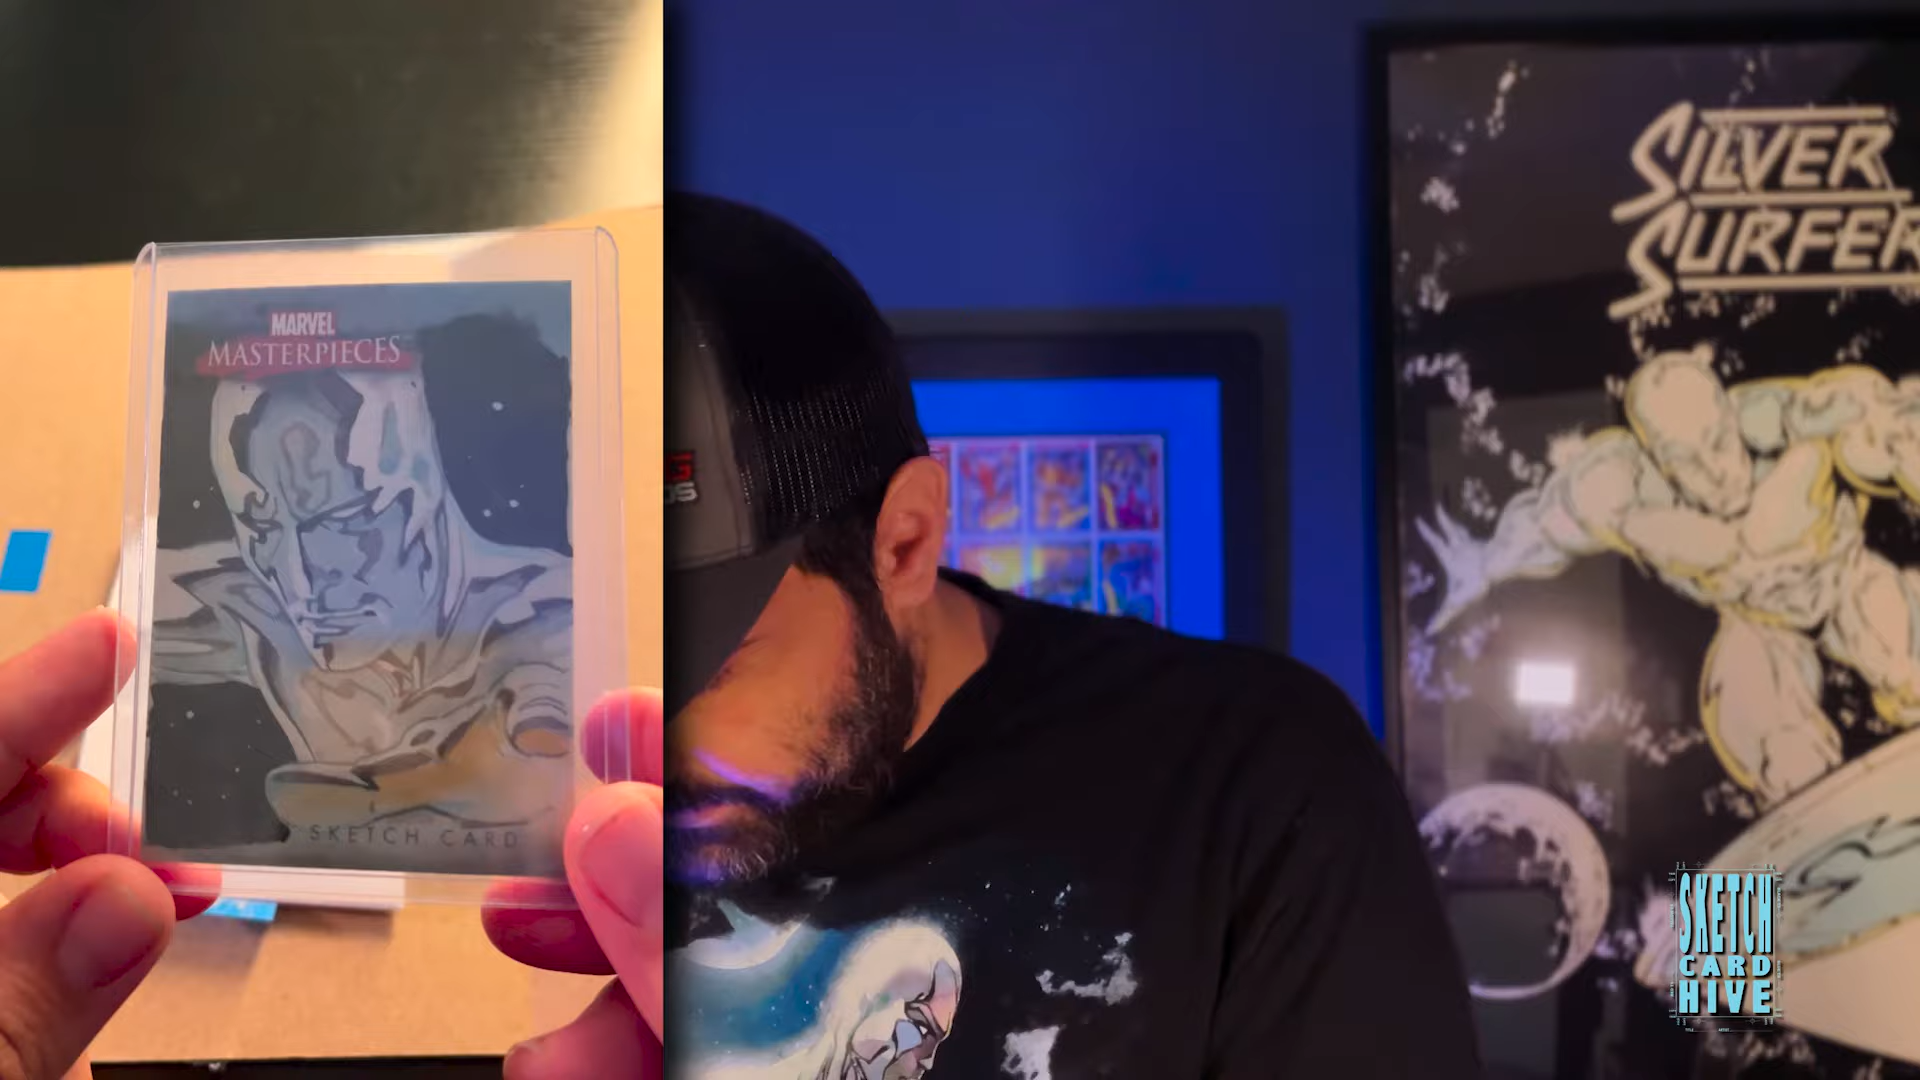 MARVEL
MASTERPIECES
SKETCH CARD
SILVER
SURFER
SKETCH
CARD
HIVE